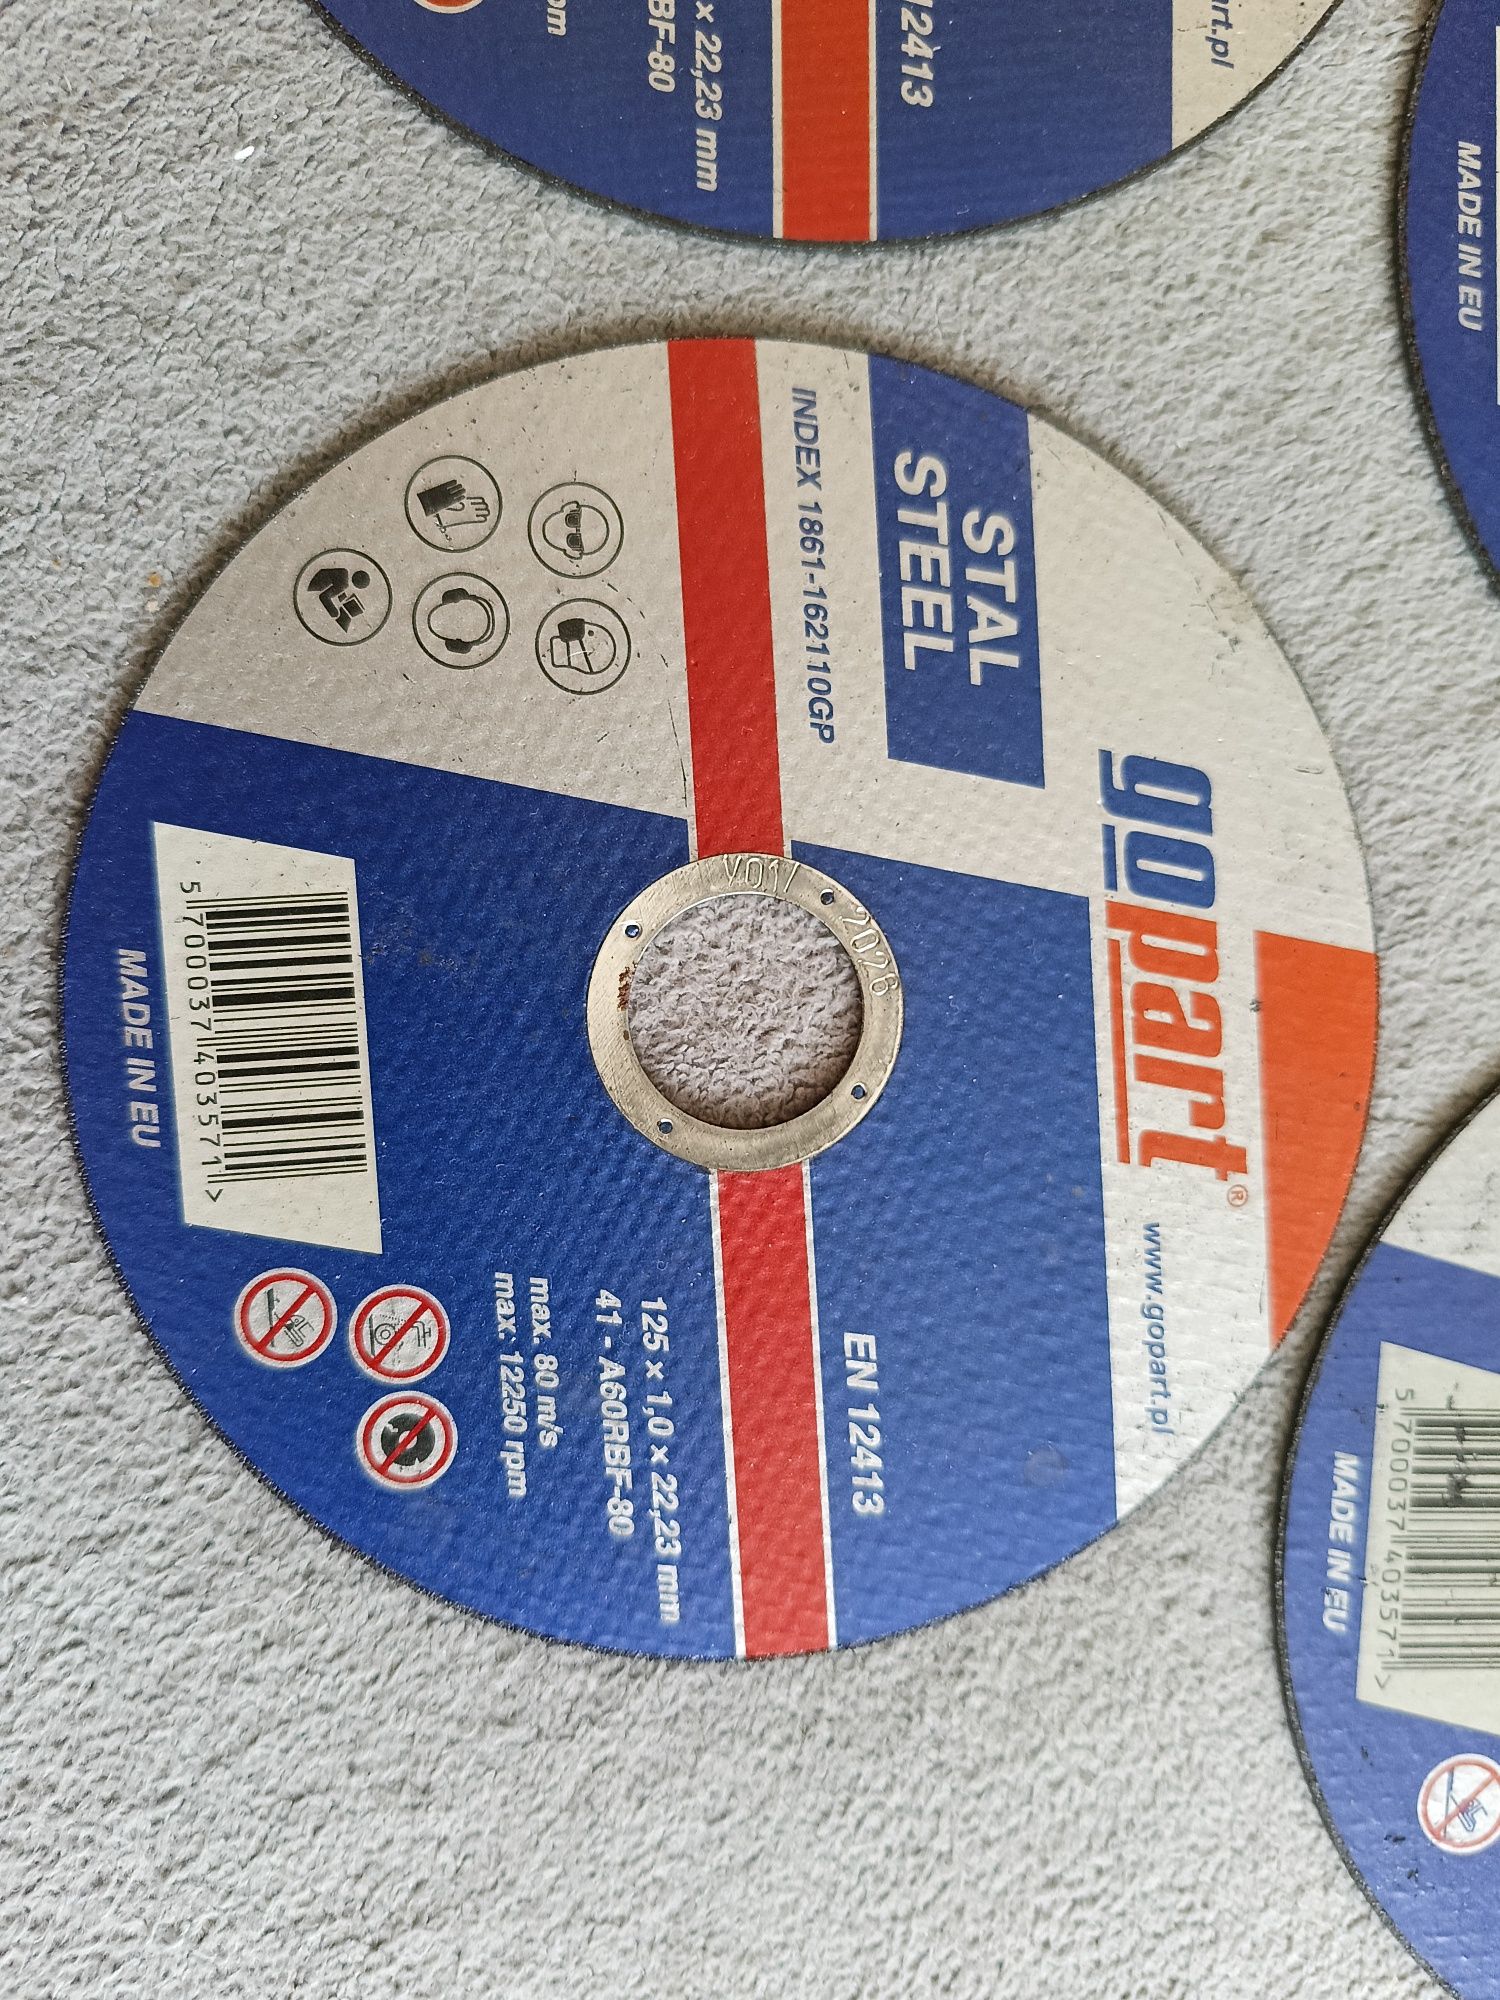 gopart®
www.gopart.pl
STAL
STEEL
INDEX 1861-162110GP
EN 12413
V01/2026
125 x 1,0 x 22,23 mm
41 - A60RBF-80
max. 80 m/s
max. 12250 rpm
5 700037 403571 >
MADE IN EU
art.pl
12413
x 22,23 mm
BF-80
pm
MADE IN EU
5 700037 403571 >
MADE IN EU